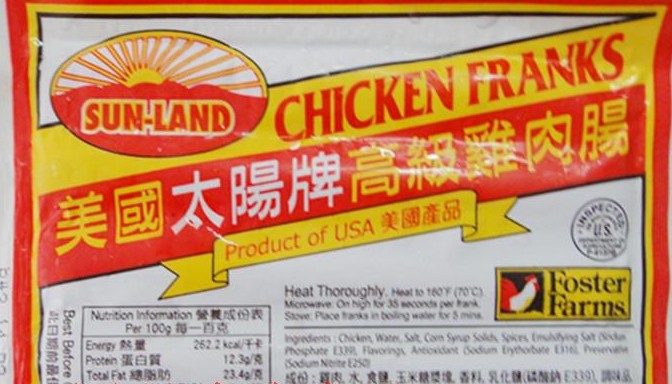 SUN-LAND
CHICKEN FRANKS
美國太陽牌高級雞肉腸
Product of USA 美國產品
INSPECTED
U.S.
DEPARTMENT OF
AGRICULTURE
Heat Thoroughly. Heat to 160°F (70°C).
Microwave: On high for 35 seconds per frank.
Stove: Place franks in boiling water for 5 mins.
Foster
Farms
Best Before
Nutrition Information 營養成份表
Per 100g 每一百克
Energy 熱量 262.2 kcal/千卡
Protein 蛋白質 12.3g/克
Total Fat 總脂肪 23.4g/克
Ingredients: Chicken, Water, Salt, Corn Syrup Solids, Spices, Emulsifying Salt (Sodium
Phosphate E339), Flavorings, Antioxidant (Sodium Erythorbate E316), Preservative
(Sodium Nitrite E250)
成份: 雞肉, 水, 食鹽, 玉米糖漿塊, 香料, 乳化鹽(磷酸鈉 E339), 調味品